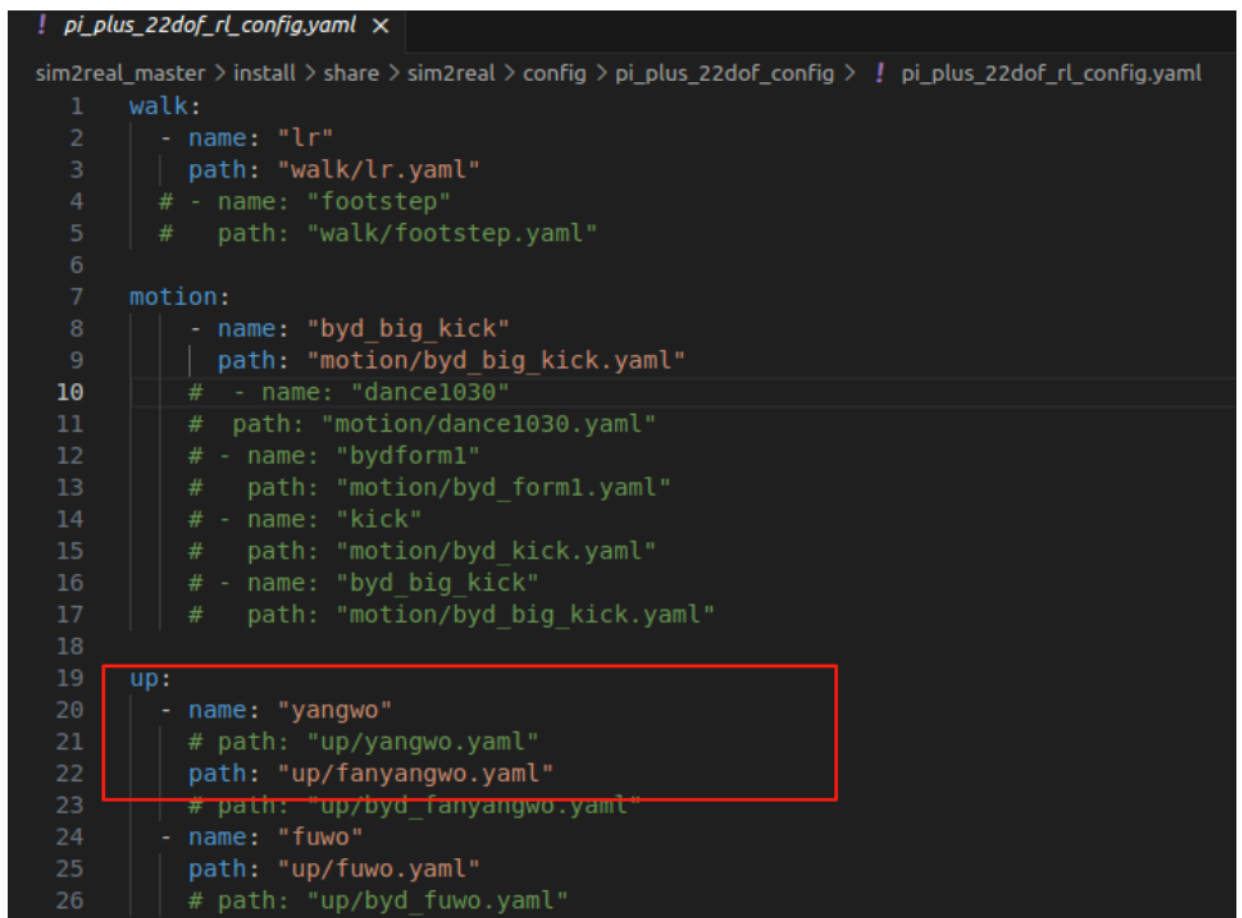 ! pi_plus_22dof_rl_config.yaml ×
sim2real_master > install > share > sim2real > config > pi_plus_22dof_config > ! pi_plus_22dof_rl_config.yaml
1 walk:
2   - name: "lr"
3     path: "walk/lr.yaml"
4   # - name: "footstep"
5   #   path: "walk/footstep.yaml"
6
7 motion:
8     - name: "byd_big_kick"
9       path: "motion/byd_big_kick.yaml"
10     #  - name: "dance1030"
11     #  path: "motion/dance1030.yaml"
12     # - name: "bydform1"
13     #   path: "motion/byd_form1.yaml"
14     # - name: "kick"
15     #   path: "motion/byd_kick.yaml"
16     # - name: "byd_big_kick"
17     #   path: "motion/byd_big_kick.yaml"
18
19 up:
20   - name: "yangwo"
21     # path: "up/yangwo.yaml"
22     path: "up/fanyangwo.yaml"
23     # path: "up/byd_fanyangwo.yaml"
24   - name: "fuwo"
25     path: "up/fuwo.yaml"
26     # path: "up/byd_fuwo.yaml"